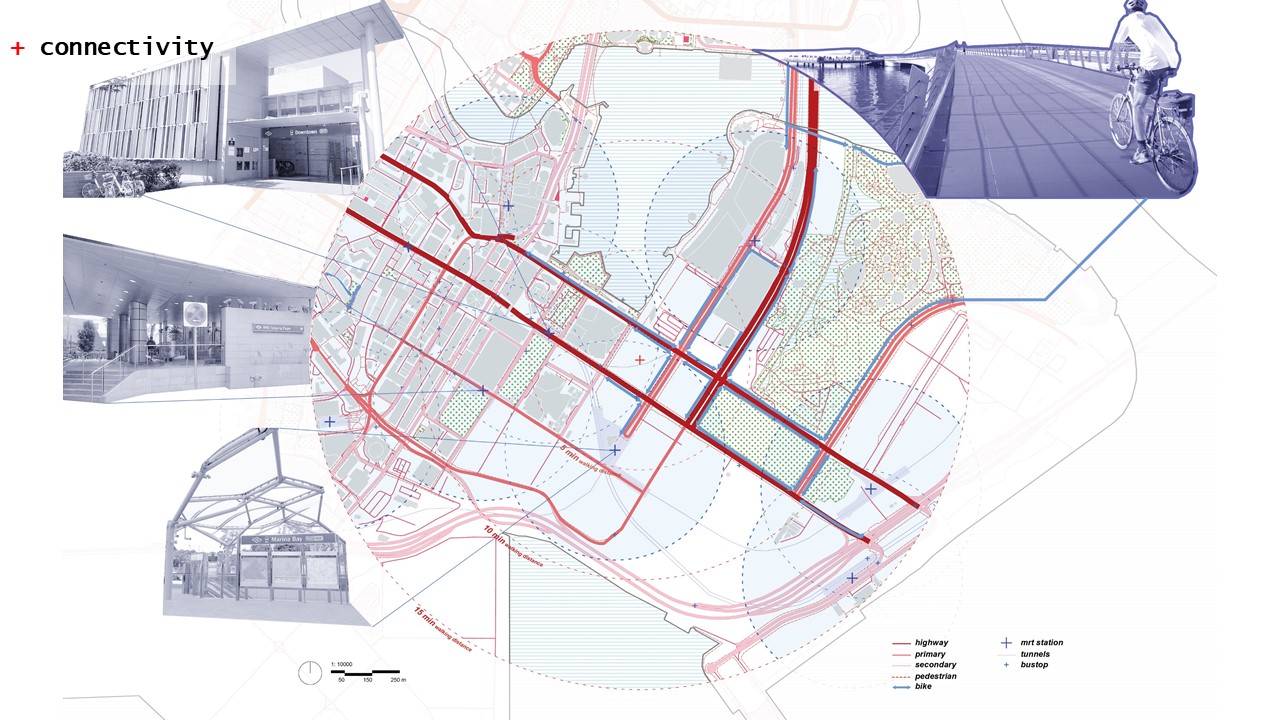 + connectivity
Downtown
Marina Bay
5 min walking distance
10 min walking distance
15 min walking distance
1: 10000
50 150 250 m
highway
primary
secondary
pedestrian
bike
mrt station
tunnels
bustop